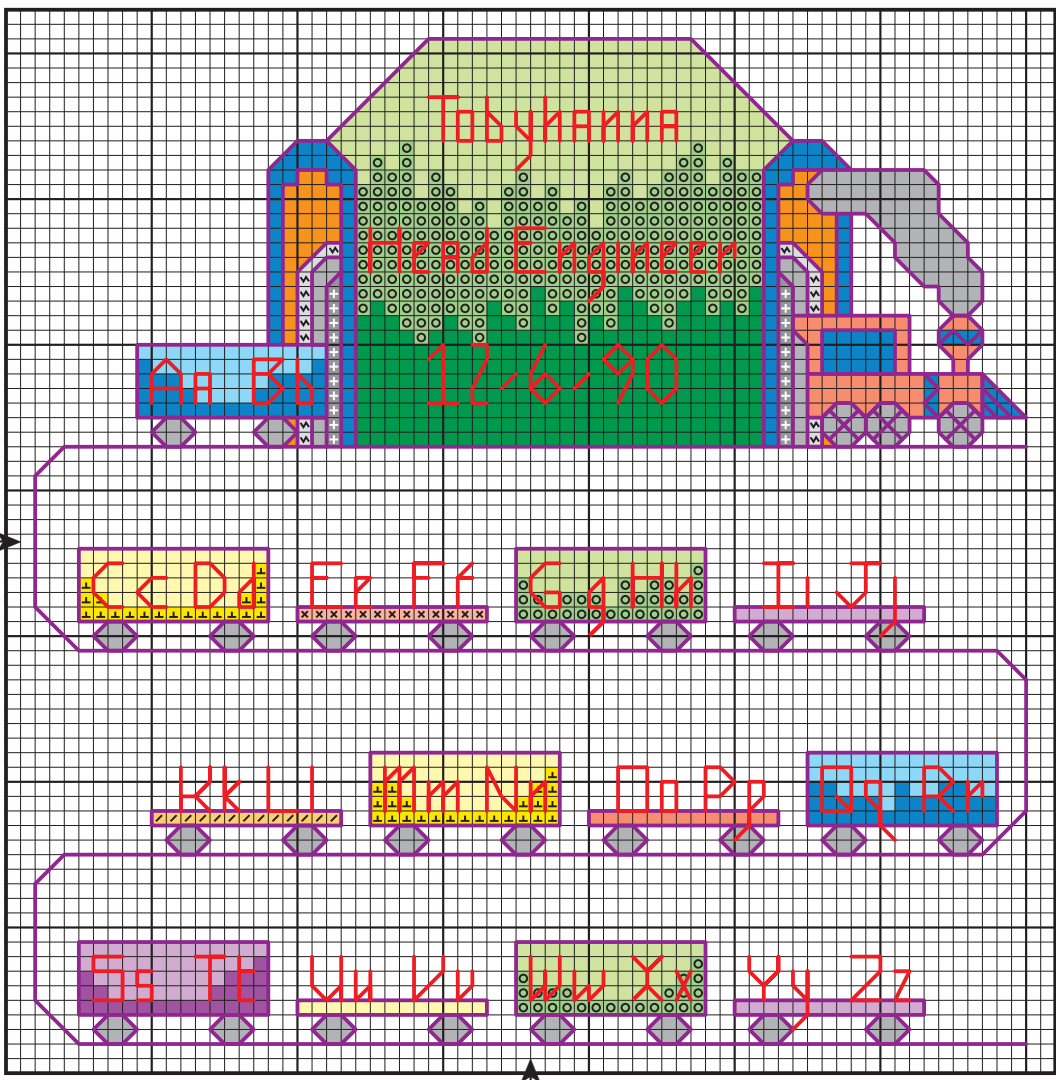 Tobyhanna
Head Engineer
12-6-90
Aa Bb
Cc Dd Ee Ff Gg Hh Ii Jj
Kk Ll Mm Nn Oo Pp Qq Rr
Ss Tt Uu Vv Ww Xx Yy Zz